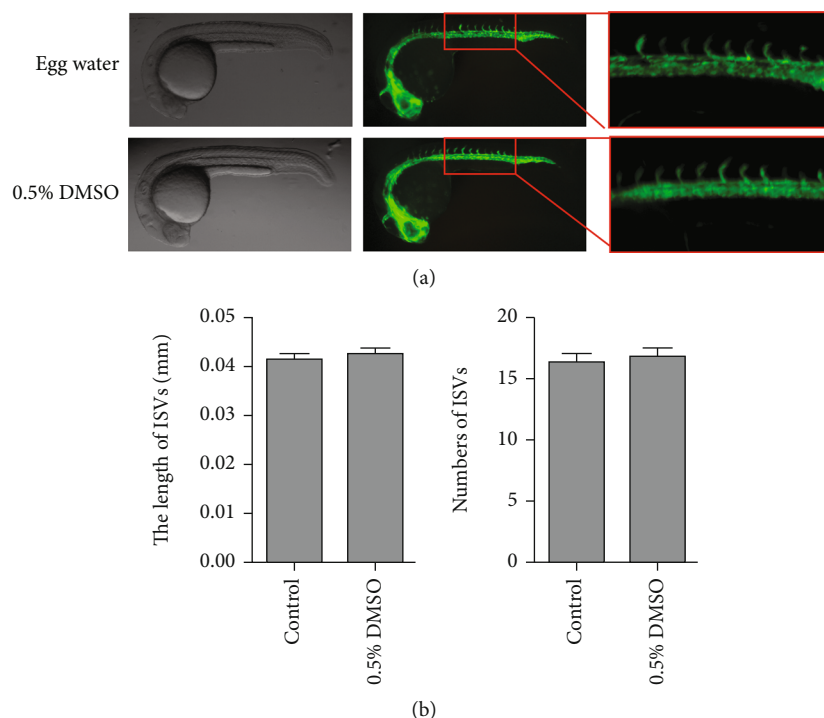 Egg water
0.5% DMSO
(a)
The length of ISVs (mm)
0.05
0.04
0.03
0.02
0.01
0.00
Control
0.5% DMSO
Numbers of ISVs
20
15
10
5
0
Control
0.5% DMSO
(b)